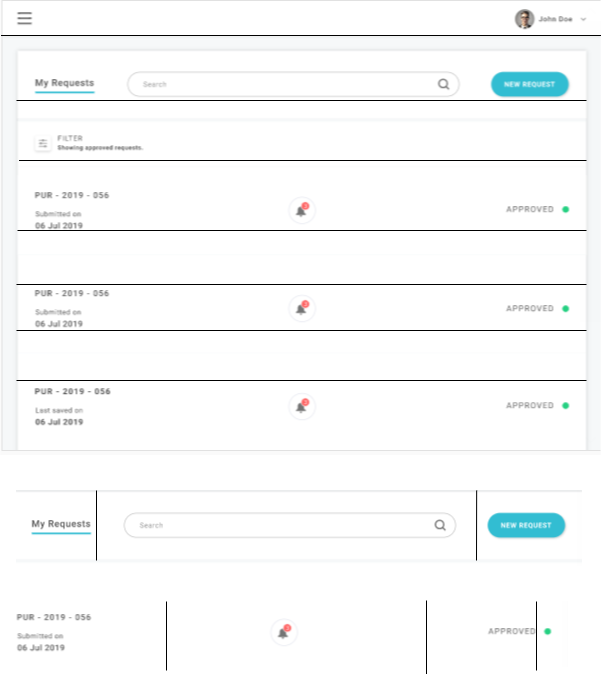 John Doe
My Requests
Search
NEW REQUEST
FILTER
Showing approved requests.
PUR - 2019 - 056
Submitted on
06 Jul 2019
APPROVED
PUR - 2019 - 056
Submitted on
06 Jul 2019
APPROVED
PUR - 2019 - 056
Last saved on
06 Jul 2019
APPROVED
My Requests
Search
NEW REQUEST
PUR - 2019 - 056
Submitted on
06 Jul 2019
APPROVED